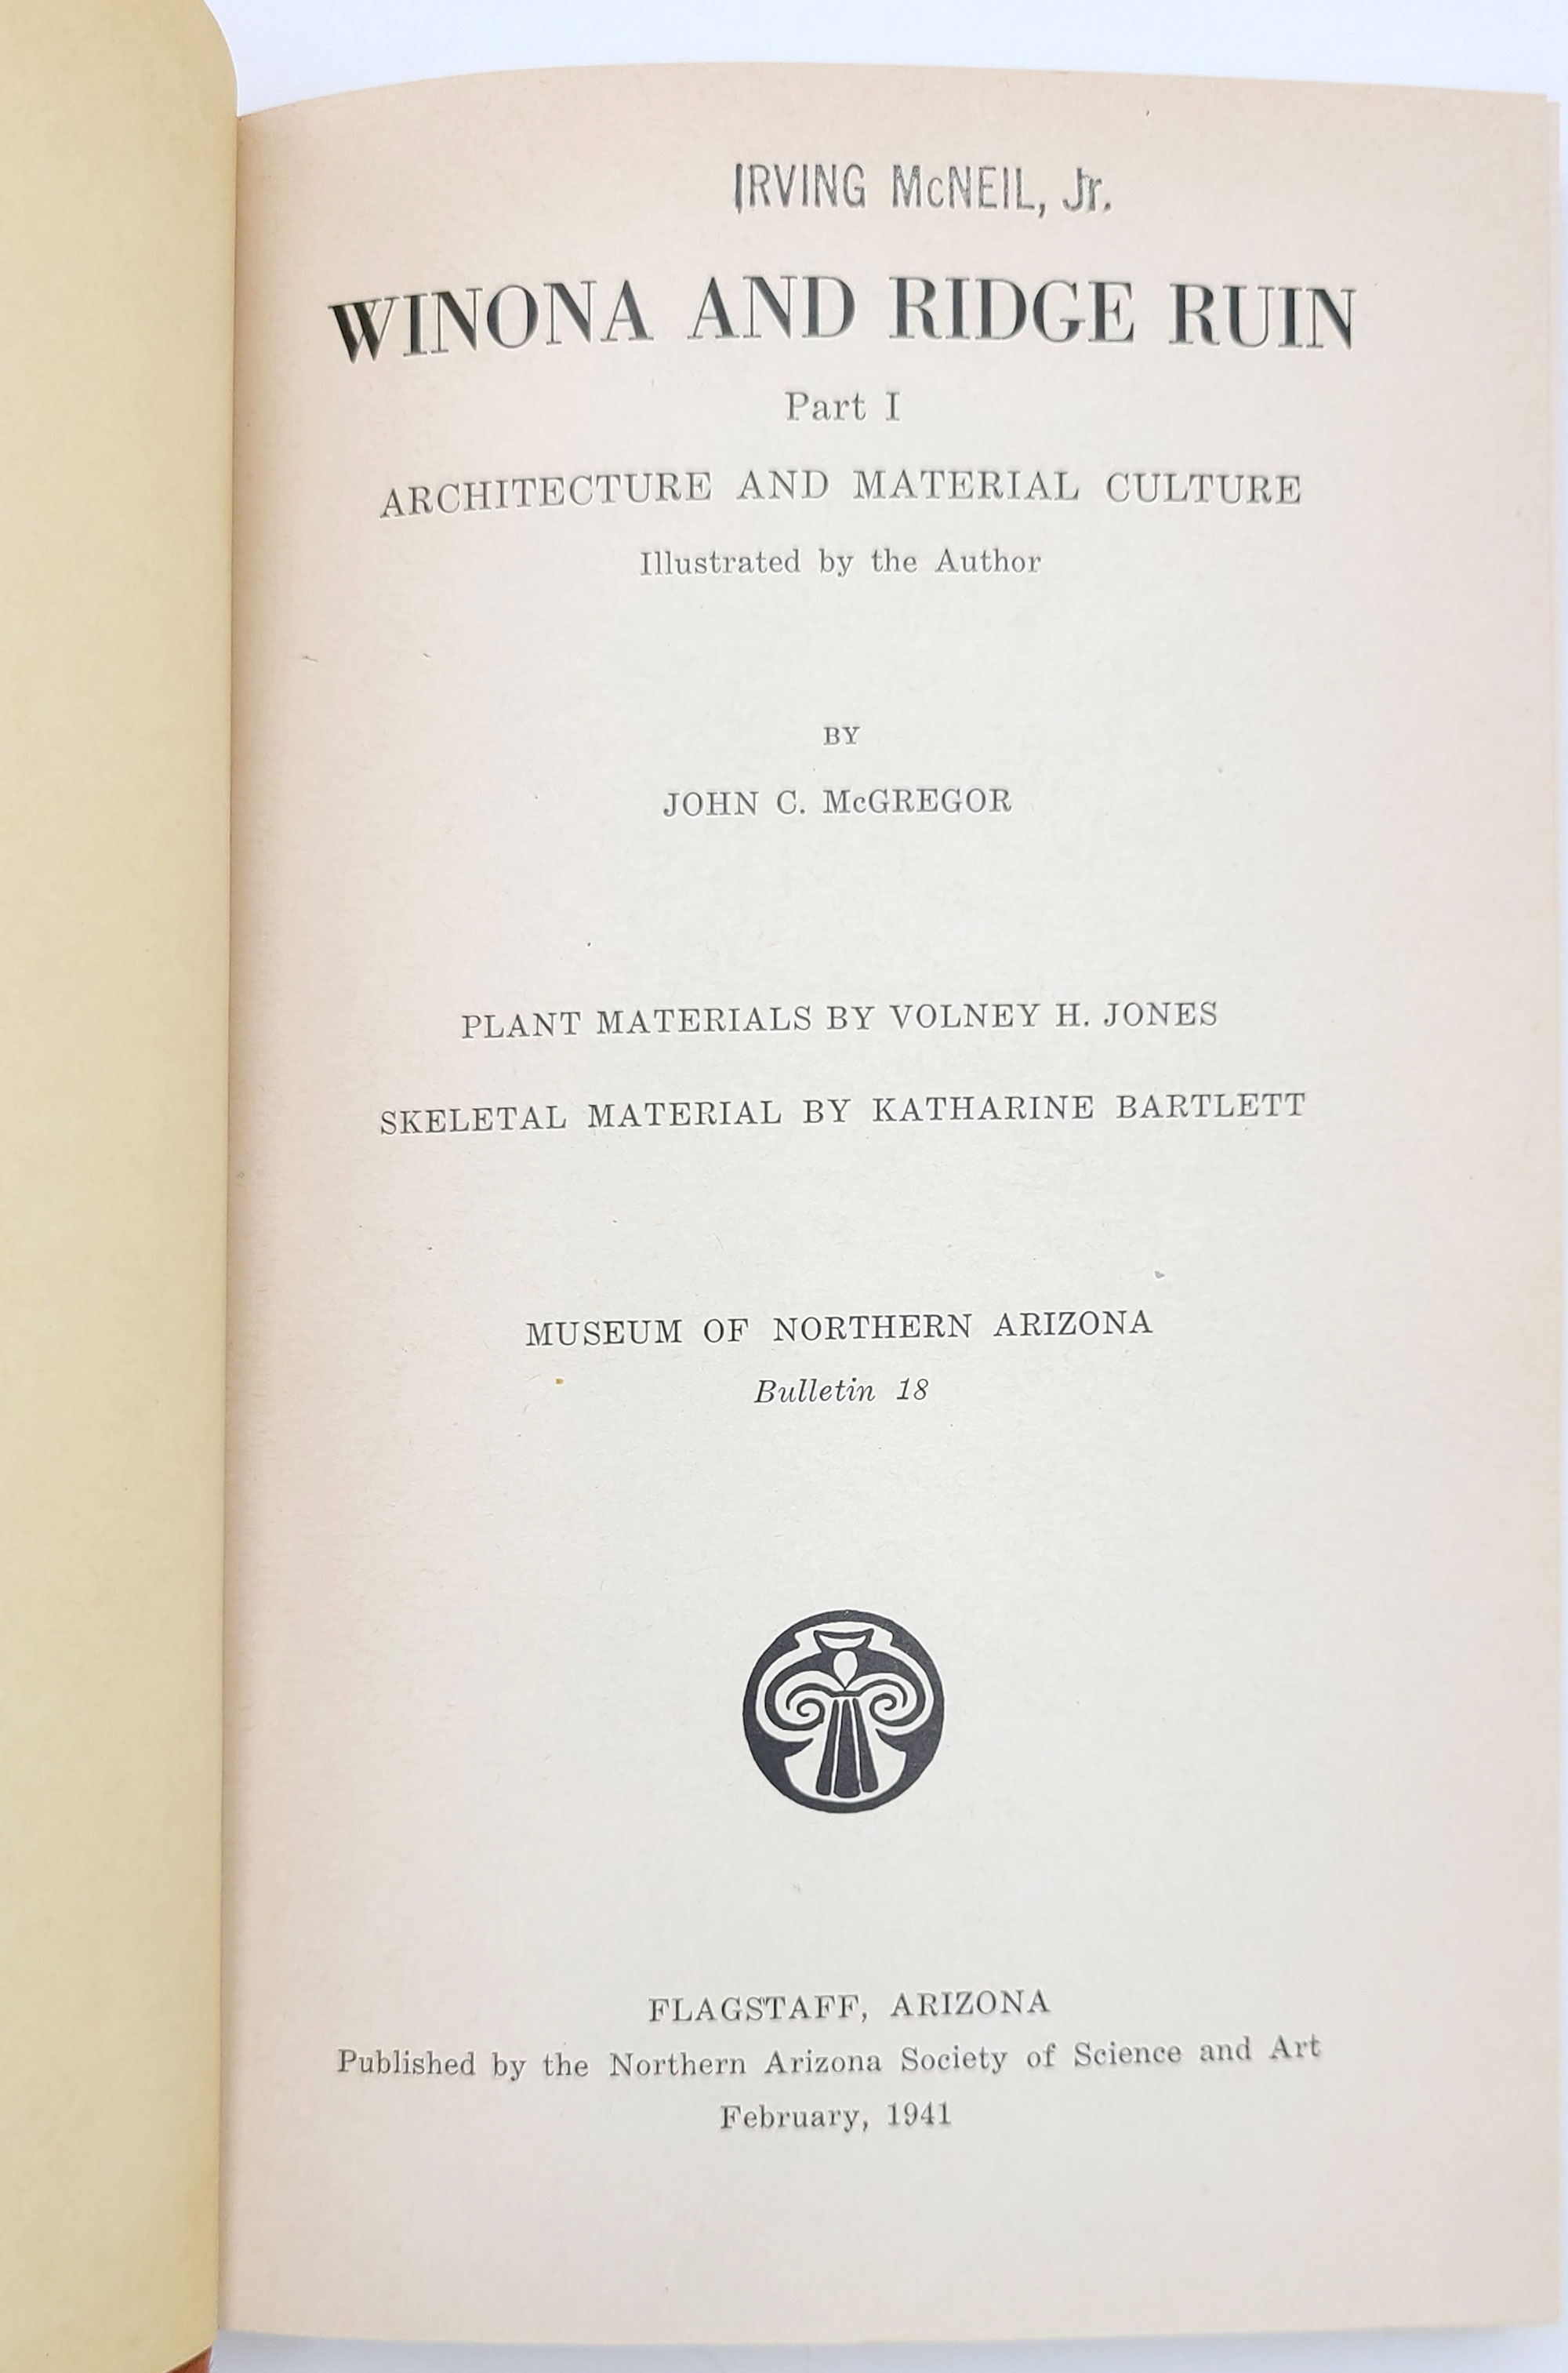 IRVING McNEIL, Jr.
WINONA AND RIDGE RUIN
Part I
ARCHITECTURE AND MATERIAL CULTURE
Illustrated by the Author
BY
JOHN C. McGREGOR
PLANT MATERIALS BY VOLNEY H. JONES
SKELETAL MATERIAL BY KATHARINE BARTLETT
MUSEUM OF NORTHERN ARIZONA
Bulletin 18
FLAGSTAFF, ARIZONA
Published by the Northern Arizona Society of Science and Art
February, 1941